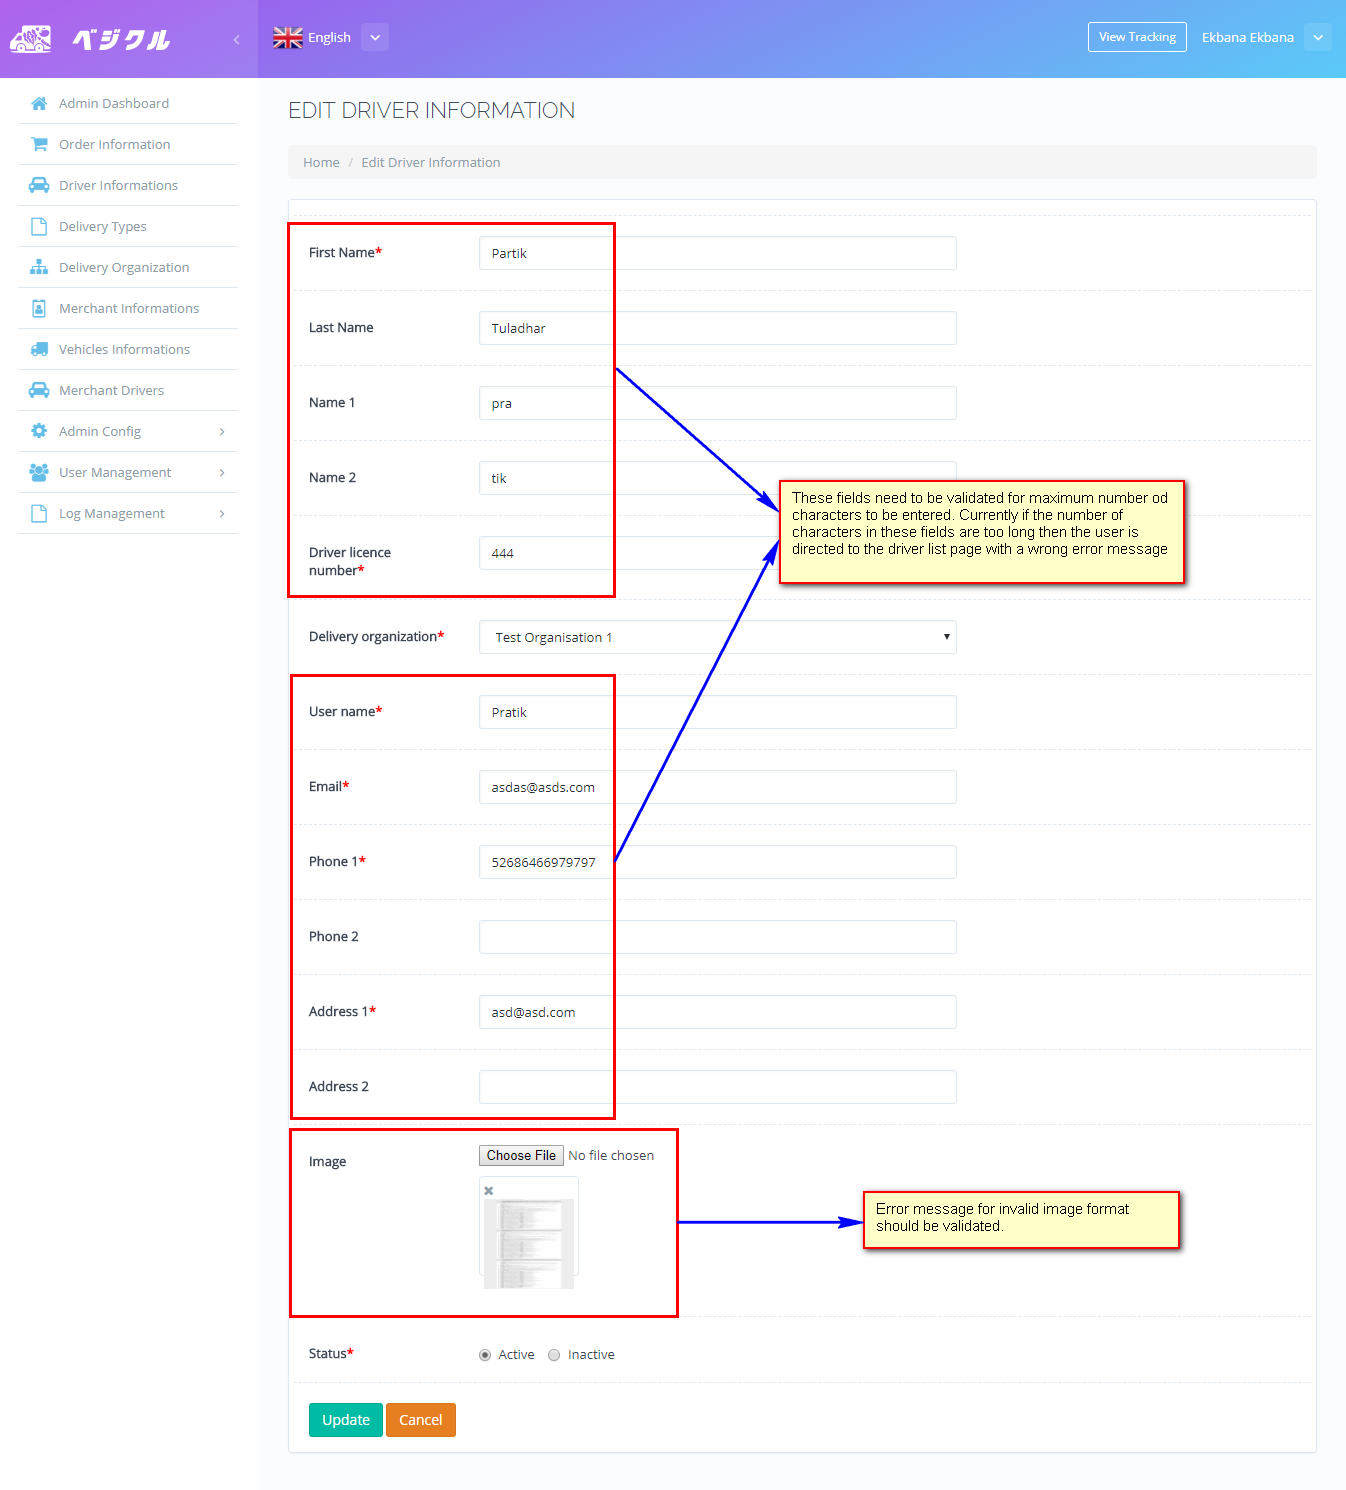 ベジクル
English
View Tracking
Ekbana Ekbana
Admin Dashboard
Order Information
Driver Informations
Delivery Types
Delivery Organization
Merchant Informations
Vehicles Informations
Merchant Drivers
Admin Config
User Management
Log Management
EDIT DRIVER INFORMATION
Home / Edit Driver Information
First Name*
Partik
Last Name
Tuladhar
Name 1
pra
Name 2
tik
Driver licence
number*
444
These fields need to be validated for maximum number od
characters to be entered. Currently if the number of
characters in these fields are too long then the user is
directed to the driver list page with a wrong error message
Delivery organization*
Test Organisation 1
User name*
Pratik
Email*
asdas@asds.com
Phone 1*
52686466979797
Phone 2
Address 1*
asd@asd.com
Address 2
Image
Choose File No file chosen
Error message for invalid image format
should be validated.
Status*
Active Inactive
Update Cancel